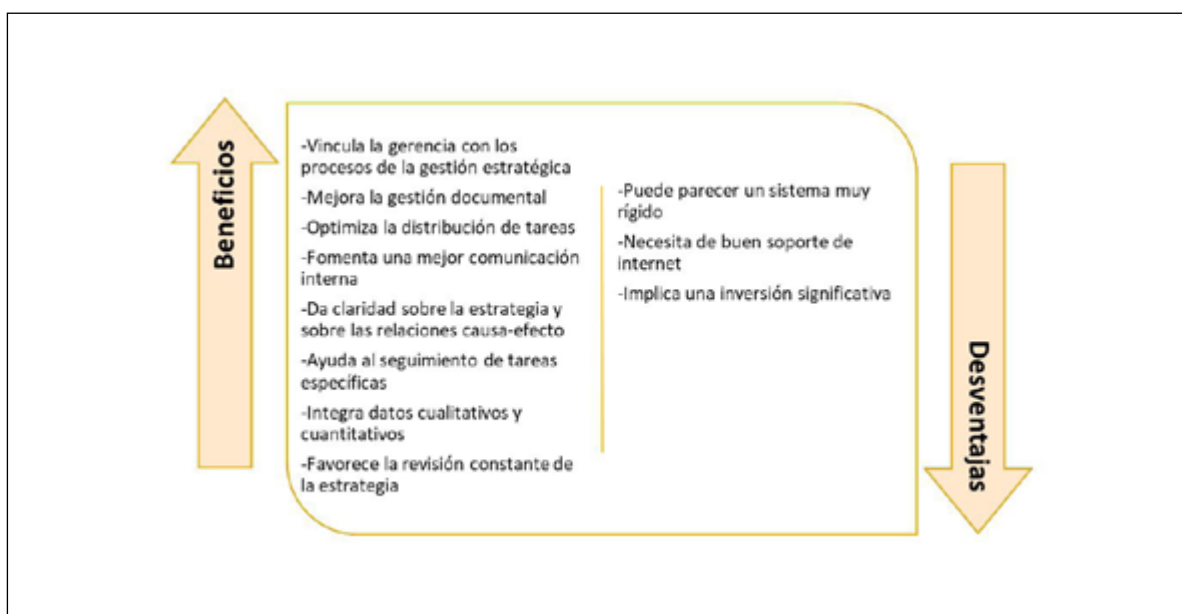 Beneficios
-Vincula la gerencia con los
procesos de la gestión estratégica
-Mejora la gestión documental
-Optimiza la distribución de tareas
-Fomenta una mejor comunicación
interna
-Da claridad sobre la estrategia y
sobre las relaciones causa-efecto
-Ayuda al seguimiento de tareas
específicas
-Integra datos cualitativos y
cuantitativos
-Favorece la revisión constante de
la estrategia
-Puede parecer un sistema muy
rígido
-Necesita de buen soporte de
internet
-Implica una inversión significativa
Desventajas